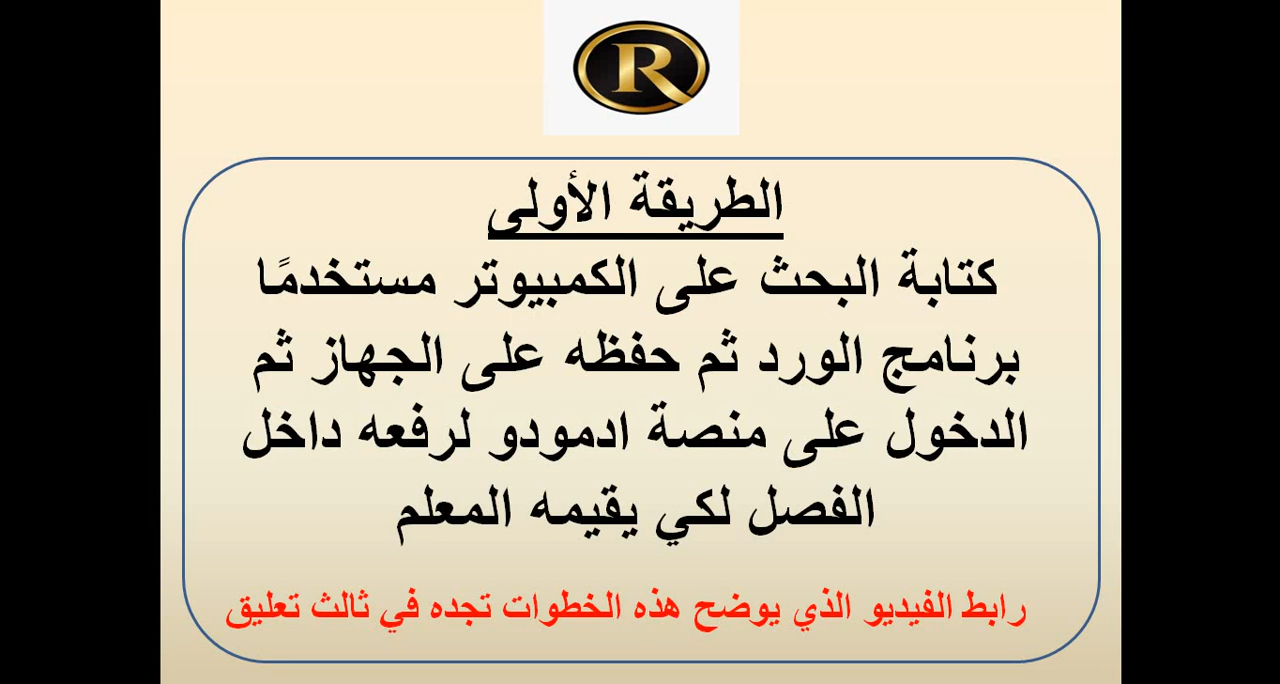 R
الطريقة الأولى
كتابة البحث على الكمبيوتر مستخدمًا
برنامج الورد ثم حفظه على الجهاز ثم
الدخول على منصة ادمودو لرفعه داخل
الفصل لكي يقيمه المعلم
رابط الفيديو الذي يوضح هذه الخطوات تجده في ثالث تعليق